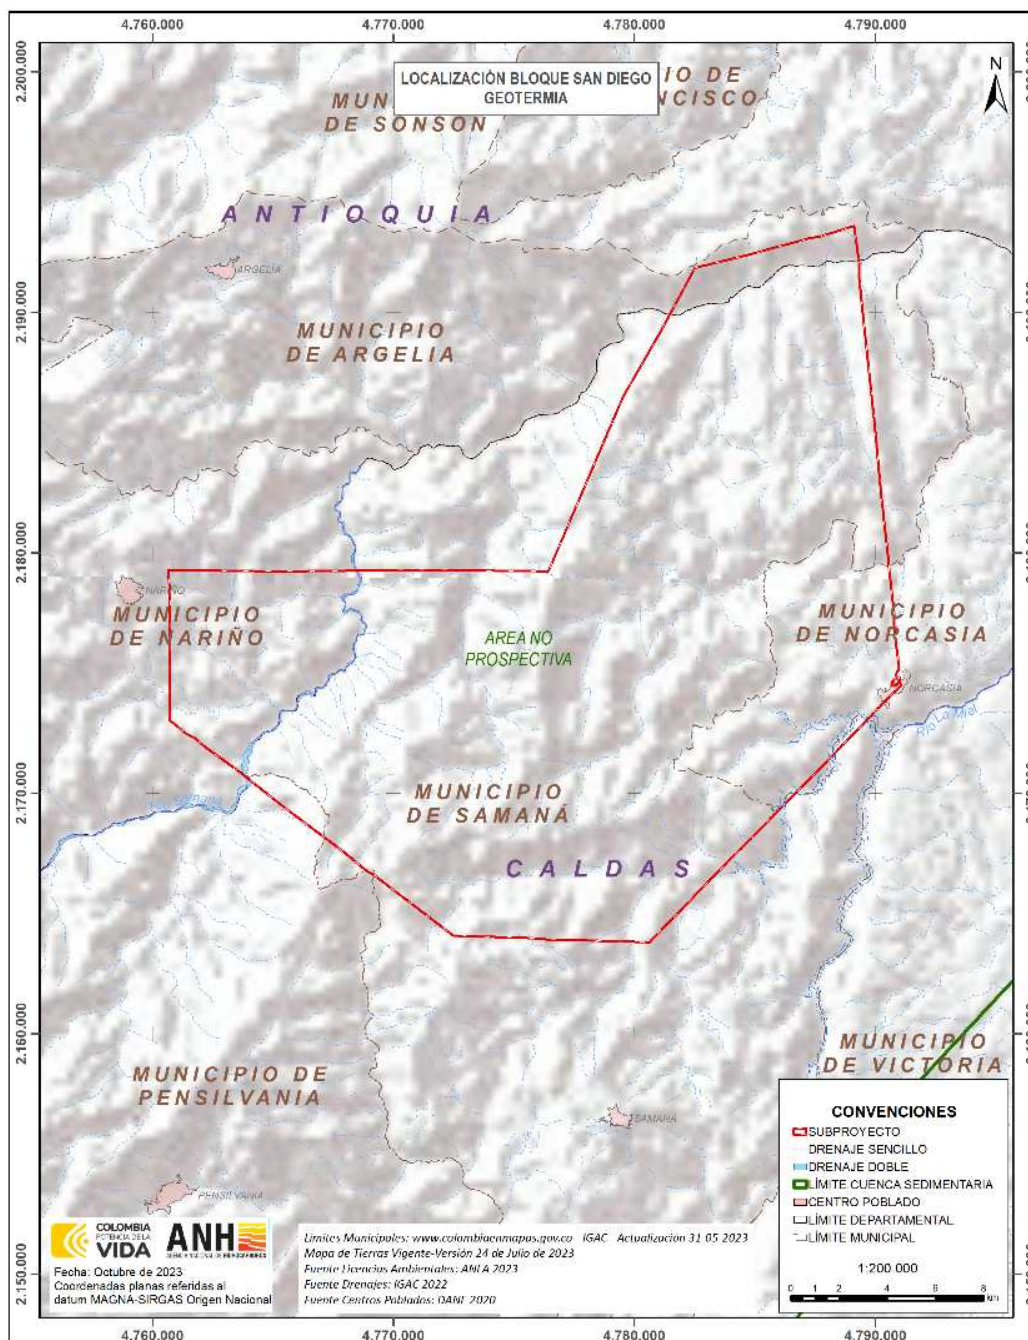 4.760.000 4.770.000 4.780.000 4.790.000
2.200.000
LOCALIZACIÓN BLOQUE SAN DIEGO
GEOTERMIA
N
DE SONSON
ANTIOQUIA
ARGELIA
2.190.000
MUNICIPIO
DE ARGELIA
2.180.000
NARIÑO
MUNICIPIO
DE NARIÑO
AREA NO
PROSPECTIVA
MUNICIPIO
DE NORCASIA
NORCASIA
Río La Miel
2.170.000
MUNICIPIO
DE SAMANÁ
CALDAS
2.160.000
MUNICIPIO
DE VICTORIA
MUNICIPIO DE
PENSILVANIA
SAMANÁ
PENSILVANIA
2.150.000
CONVENCIONES
SUBPROYECTO
DRENAJE SENCILLO
DRENAJE DOBLE
LÍMITE CUENCA SEDIMENTARIA
CENTRO POBLADO
LÍMITE DEPARTAMENTAL
LÍMITE MUNICIPAL
1:200 000
0 2 4 6 8
km
COLOMBIA
POTENCIA DE LA
VIDA
ANH
AGENCIA NACIONAL DE HIDROCARBUROS
Fecha: Octubre de 2023
Coordenadas planas referidas al
datum MAGNA-SIRGAS Origen Nacional
Limites Municipales: www.colombiaenmapas.gov.co IGAC Actualización 31 05 2023
Mapa de Tierras Vigente-Versión 24 de Julio de 2023
Fuente Licencias Ambientales: ANLA 2023
Fuente Drenajes: IGAC 2022
Fuente Centros Poblados: DANE 2020
4.760.000 4.770.000 4.780.000 4.790.000